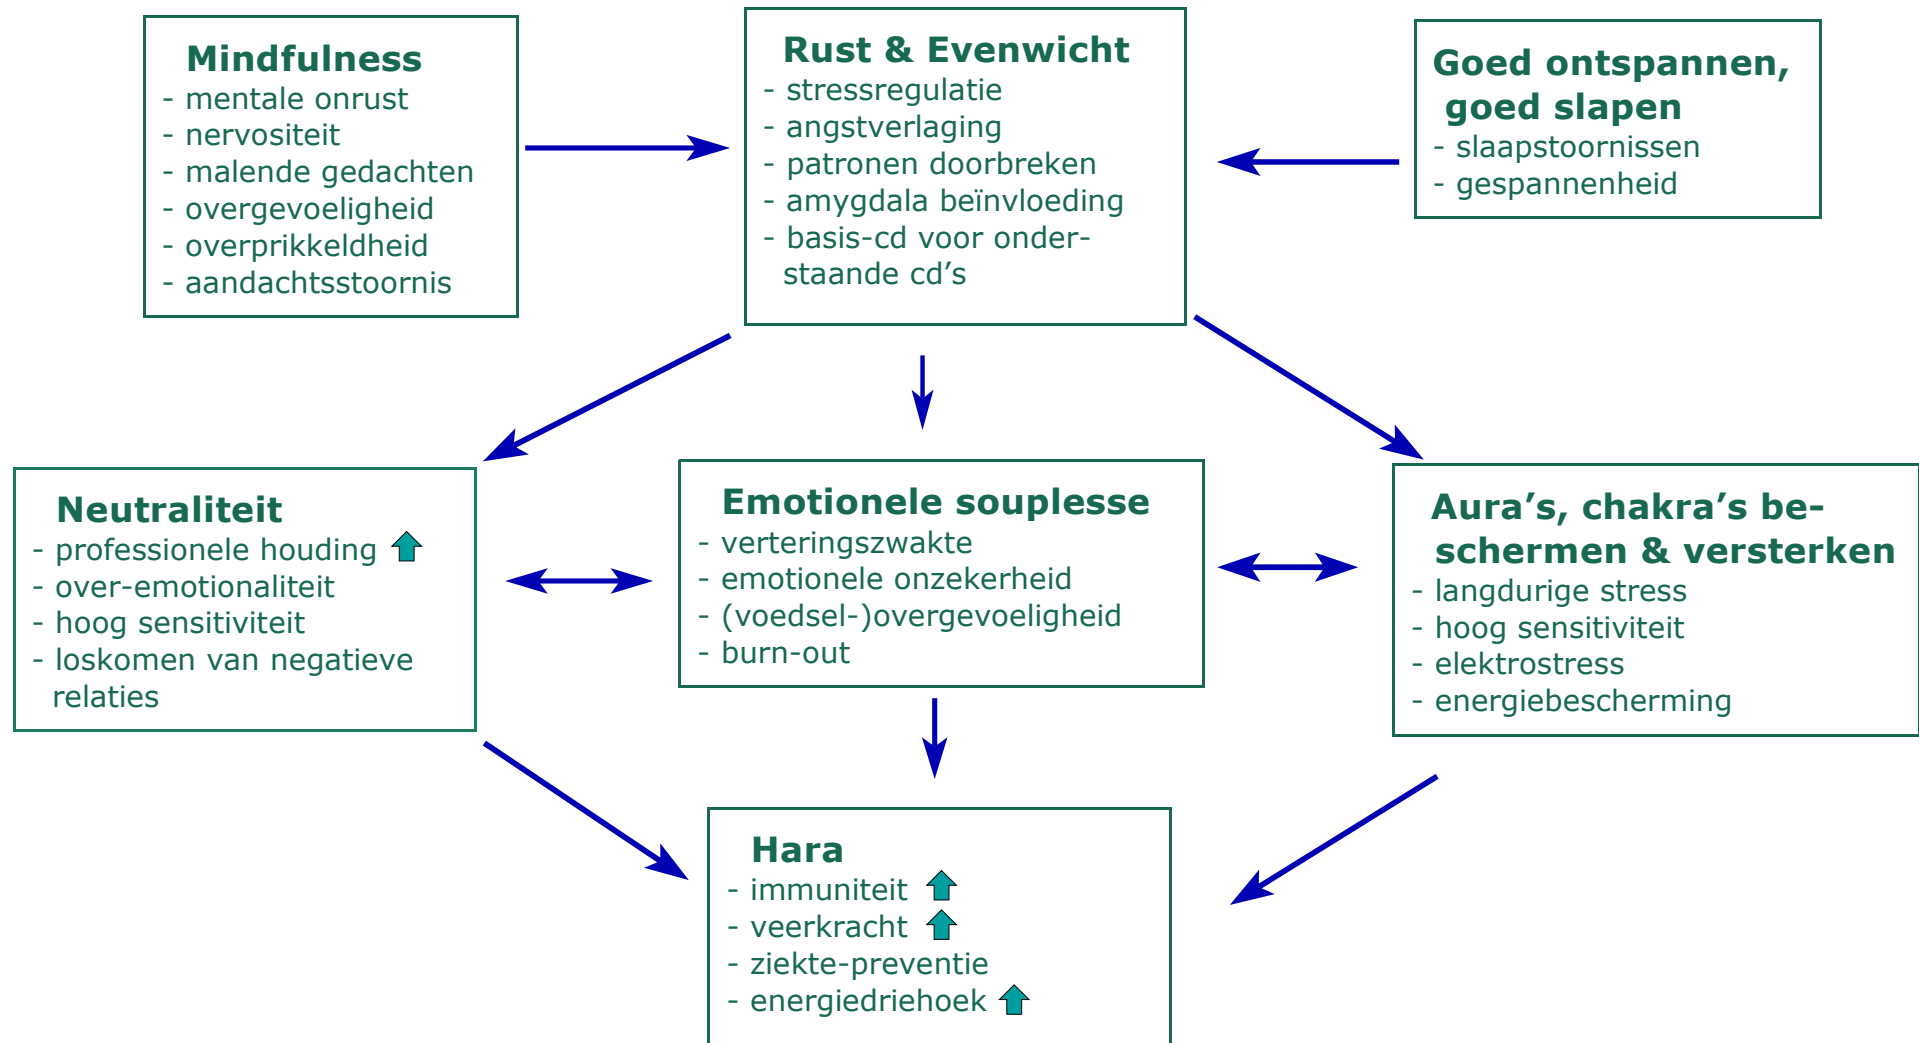 Mindfulness
- mentale onrust
- nervositeit
- malende gedachten
- overgevoeligheid
- overprikkeldheid
- aandachtsstoornis
Rust & Evenwicht
- stressregulatie
- angstverlaging
- patronen doorbreken
- amygdala beïnvloeding
- basis-cd voor onder-
staande cd’s
Goed ontspannen,
goed slapen
- slaapstoornissen
- gespannenheid
Neutraliteit
- professionele houding
- over-emotionaliteit
- hoog sensitiviteit
- loskomen van negatieve
relaties
Emotionele souplesse
- verteringszwakte
- emotionele onzekerheid
- (voedsel-)overgevoeligheid
- burn-out
Aura’s, chakra’s be-
schermen & versterken
- langdurige stress
- hoog sensitiviteit
- elektrostress
- energiebescherming
Hara
- immuniteit
- veerkracht
- ziekte-preventie
- energiedriehoek